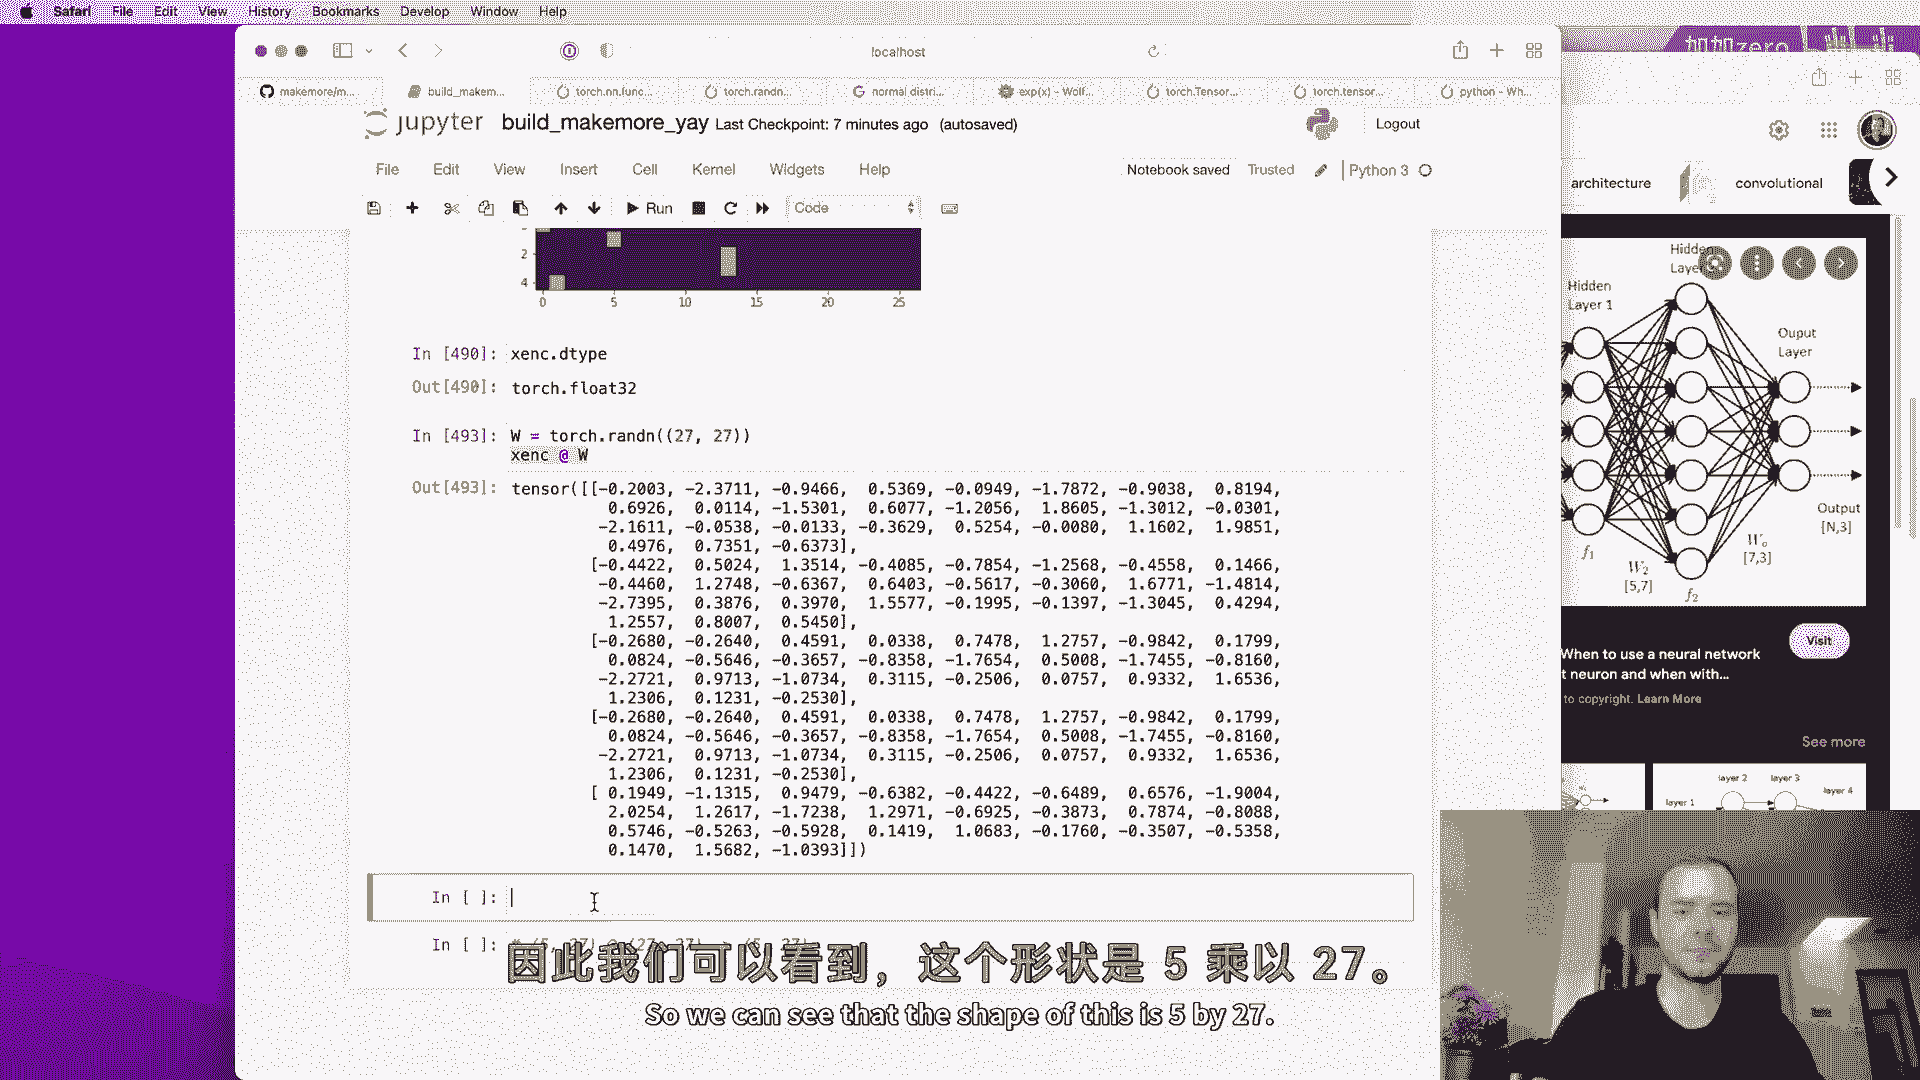 Safari File Edit View History Bookmarks Develop Window Help
localhost
makemore/m... build_makem... torch.nn.func... torch.randn... normal distri... exp(x) - Wolf... torch.Tensor... torch.tensor... python - Wh...
jupyter build_makemore_yay Last Checkpoint: 7 minutes ago (autosaved) Logout
File Edit View Insert Cell Kernel Widgets Help Notebook saved Trusted Python 3
Run Code
2
4
0 5 10 15 20 25
In [490]: xenc.dtype
Out[490]: torch.float32
In [493]: W = torch.randn((27, 27))
xenc @ W
Out[493]: tensor([[-0.2003, -2.3711, -0.9466, 0.5369, -0.0949, -1.7872, -0.9038, 0.8194,
0.6926, 0.0114, -1.5301, 0.6077, -1.2056, 1.8605, -1.3012, -0.0301,
-2.1611, -0.0538, -0.0133, -0.3629, 0.5254, -0.0080, 1.1602, 1.9851,
0.4976, 0.7351, -0.6373],
[-0.4422, 0.5024, 1.3514, -0.4085, -0.7854, -1.2568, -0.4558, 0.1466,
-0.4460, 1.2748, -0.6367, 0.6403, -0.5617, -0.3060, 1.6771, -1.4814,
-2.7395, 0.3876, 0.3970, 1.5577, -0.1995, -0.1397, -1.3045, 0.4294,
1.2557, 0.8007, 0.5450],
[-0.2680, -0.2640, 0.4591, 0.0338, 0.7478, 1.2757, -0.9842, 0.1799,
0.0824, -0.5646, -0.3657, -0.8358, -1.7654, 0.5008, -1.7455, -0.8160,
-2.2721, 0.9713, -1.0734, 0.3115, -0.2506, 0.0757, 0.9332, 1.6536,
1.2306, 0.1231, -0.2530],
[-0.2680, -0.2640, 0.4591, 0.0338, 0.7478, 1.2757, -0.9842, 0.1799,
0.0824, -0.5646, -0.3657, -0.8358, -1.7654, 0.5008, -1.7455, -0.8160,
-2.2721, 0.9713, -1.0734, 0.3115, -0.2506, 0.0757, 0.9332, 1.6536,
1.2306, 0.1231, -0.2530],
[ 0.1949, -1.1315, 0.9479, -0.6382, -0.4422, -0.6489, 0.6576, -1.9004,
2.0254, 1.2617, -1.7238, 1.2971, -0.6925, -0.3873, 0.7874, -0.8088,
0.5746, -0.5263, -0.5928, 0.1419, 1.0683, -0.1760, -0.3507, -0.5358,
0.1470, 1.5682, -1.0393]])
In [ ]:
In [ ]:
因此我们可以看到，这个形状是 5 乘以 27。
So we can see that the shape of this is 5 by 27.
architecture convolutional
Hidden
Layer 1
Hidden
Ouput
Layer
Output
[N,3]
f1
W2
[5,7]
f2
Wo
[7,3]
Visit
When to use a neural network
t neuron and when with...
to copyright. Learn More
See more
layer 1 layer 2 layer 3 layer 4